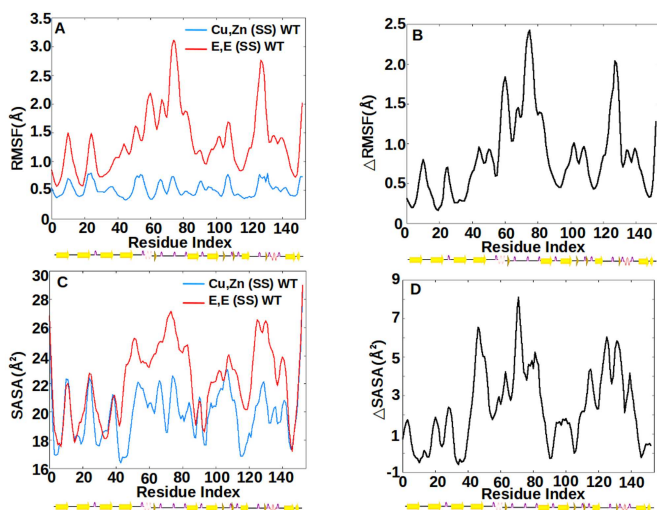 A
Cu,Zn (SS) WT
E,E (SS) WT
3.5
3.0
2.5
2.0
1.5
1.0
0.5
0
RMSF(Å)
0 20 40 60 80 100 120 140
Residue Index
B
2.5
2.0
1.5
1.0
0.5
0
△RMSF(Å)
0 20 40 60 80 100 120 140
Residue Index
C
Cu,Zn (SS) WT
E,E (SS) WT
30
28
26
24
22
20
18
16
SASA(Å²)
0 20 40 60 80 100 120 140
Residue Index
D
9
7
5
3
1
-1
△SASA(Å²)
0 20 40 60 80 100 120 140
Residue Index